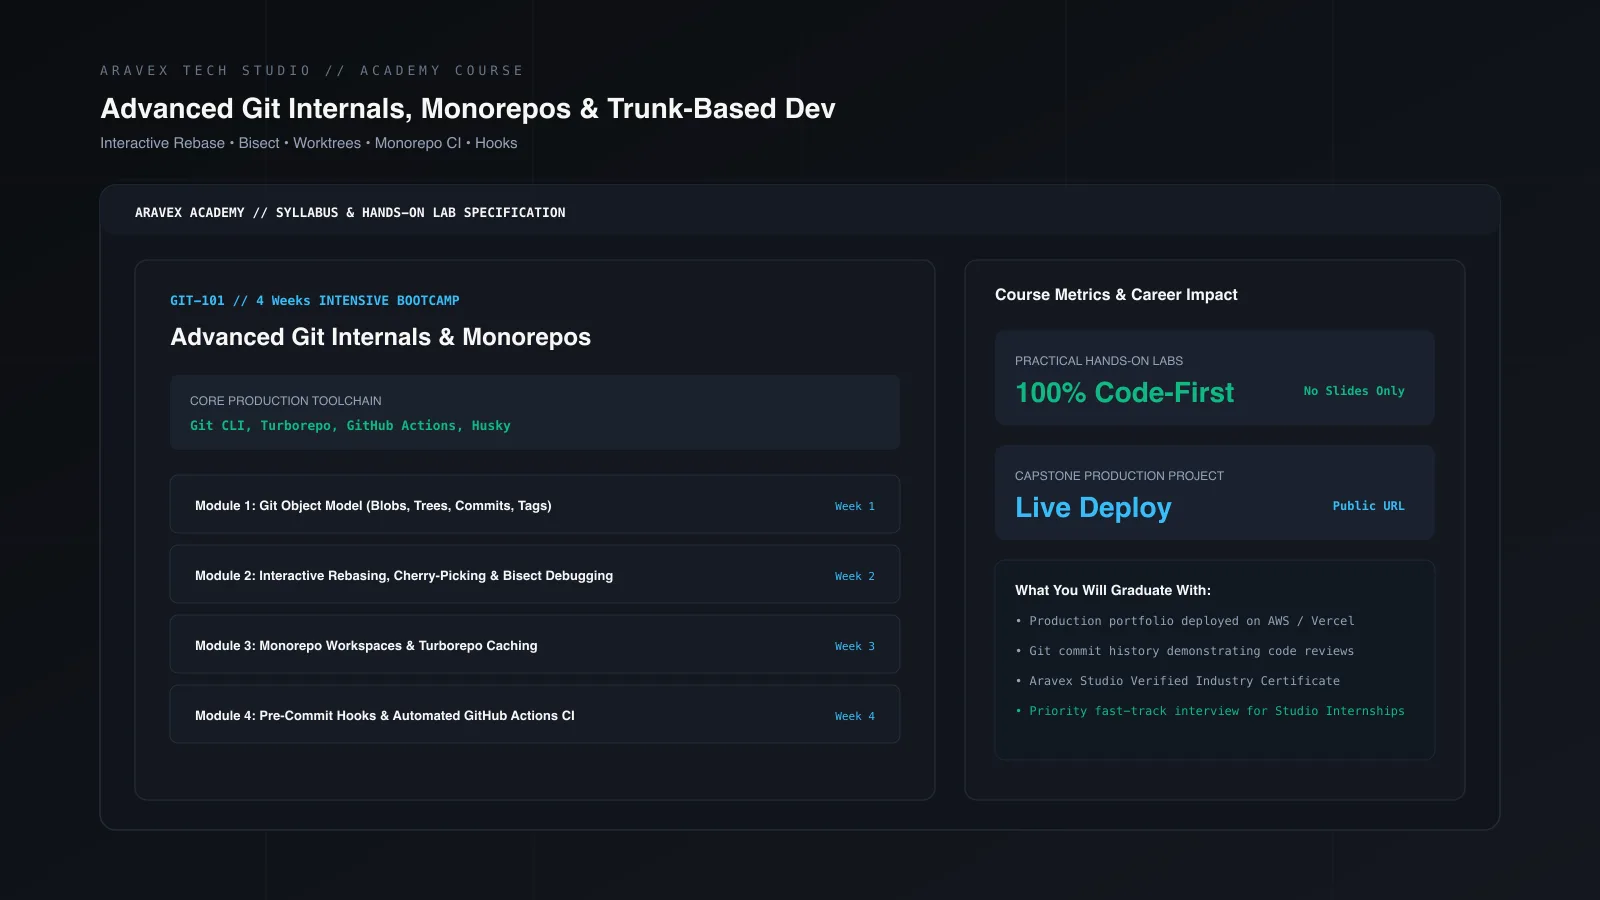 ARAVEX TECH STUDIO // ACADEMY COURSE
Advanced Git Internals, Monorepos & Trunk-Based Dev
Interactive Rebase • Bisect • Worktrees • Monorepo CI • Hooks
ARAVEX ACADEMY // SYLLABUS & HANDS-ON LAB SPECIFICATION
GIT-101 // 4 Weeks INTENSIVE BOOTCAMP
Advanced Git Internals & Monorepos
CORE PRODUCTION TOOLCHAIN
Git CLI, Turborepo, GitHub Actions, Husky
Module 1: Git Object Model (Blobs, Trees, Commits, Tags)
Week 1
Module 2: Interactive Rebasing, Cherry-Picking & Bisect Debugging
Week 2
Module 3: Monorepo Workspaces & Turborepo Caching
Week 3
Module 4: Pre-Commit Hooks & Automated GitHub Actions CI
Week 4
Course Metrics & Career Impact
PRACTICAL HANDS-ON LABS
100% Code-First
No Slides Only
CAPSTONE PRODUCTION PROJECT
Live Deploy
Public URL
What You Will Graduate With:
• Production portfolio deployed on AWS / Vercel
• Git commit history demonstrating code reviews
• Aravex Studio Verified Industry Certificate
• Priority fast-track interview for Studio Internships